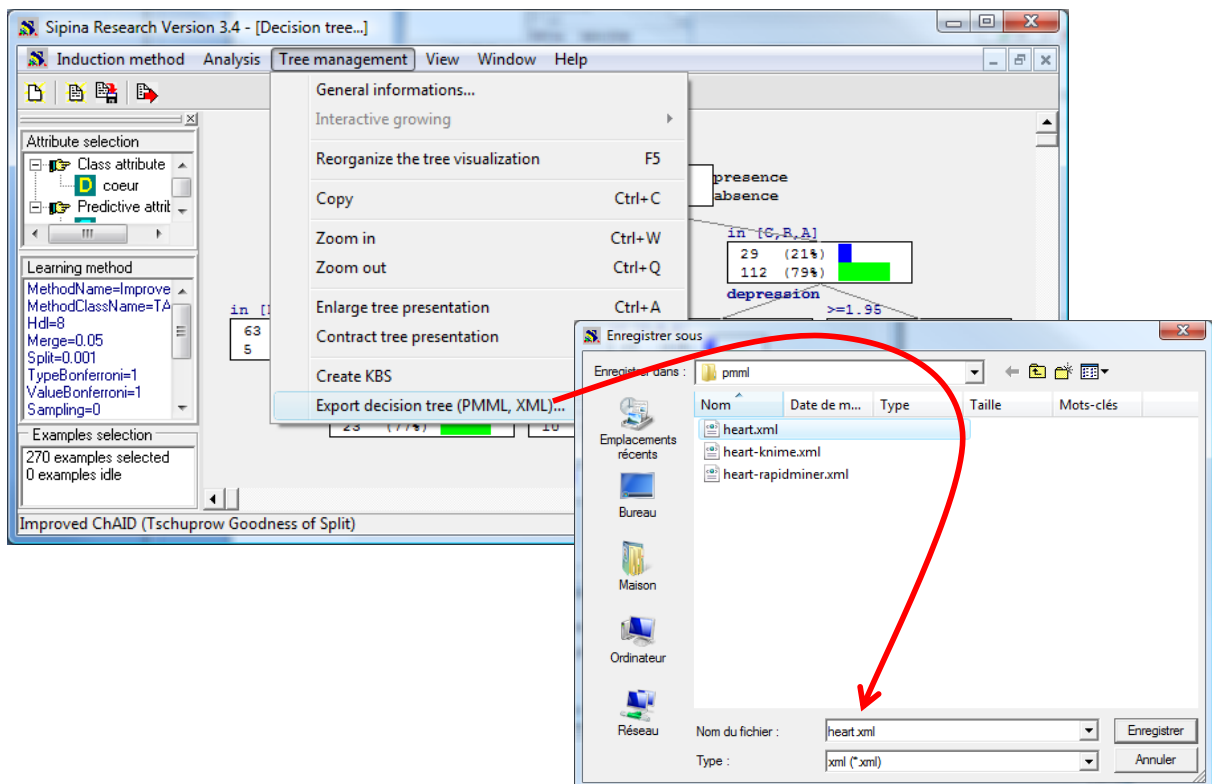 Sipina Research Version 3.4 - [Decision tree...]
Induction method Analysis Tree management View Window Help
General informations...
Interactive growing
Reorganize the tree visualization F5
Copy Ctrl+C
Zoom in Ctrl+W
Zoom out Ctrl+Q
Enlarge tree presentation Ctrl+A
Contract tree presentation
Create KBS
Export decision tree (PMML, XML)...
Attribute selection
Class attribute
D coeur
Predictive attrit
Learning method
MethodName=Improve
MethodClassName=TA
Hdl=8
Merge=0.05
Split=0.001
TypeBonferroni=1
ValueBonferroni=1
Sampling=0
Examples selection
270 examples selected
0 examples idle
Improved ChAID (Tschuprow Goodness of Split)
presence
absence
in [C,B,A]
29 (21%)
112 (79%)
depression
>=1.95
in [
63
5
23 (77%)
10
Enregistrer sous
Enregistrer dans : pmml
Nom Date de m... Type Taille Mots-clés
heart.xml
heart-knime.xml
heart-rapidminer.xml
Emplacements
récents
Bureau
Maison
Ordinateur
Réseau
Nom du fichier : heart.xml Enregistrer
Type : xml (*.xml) Annuler